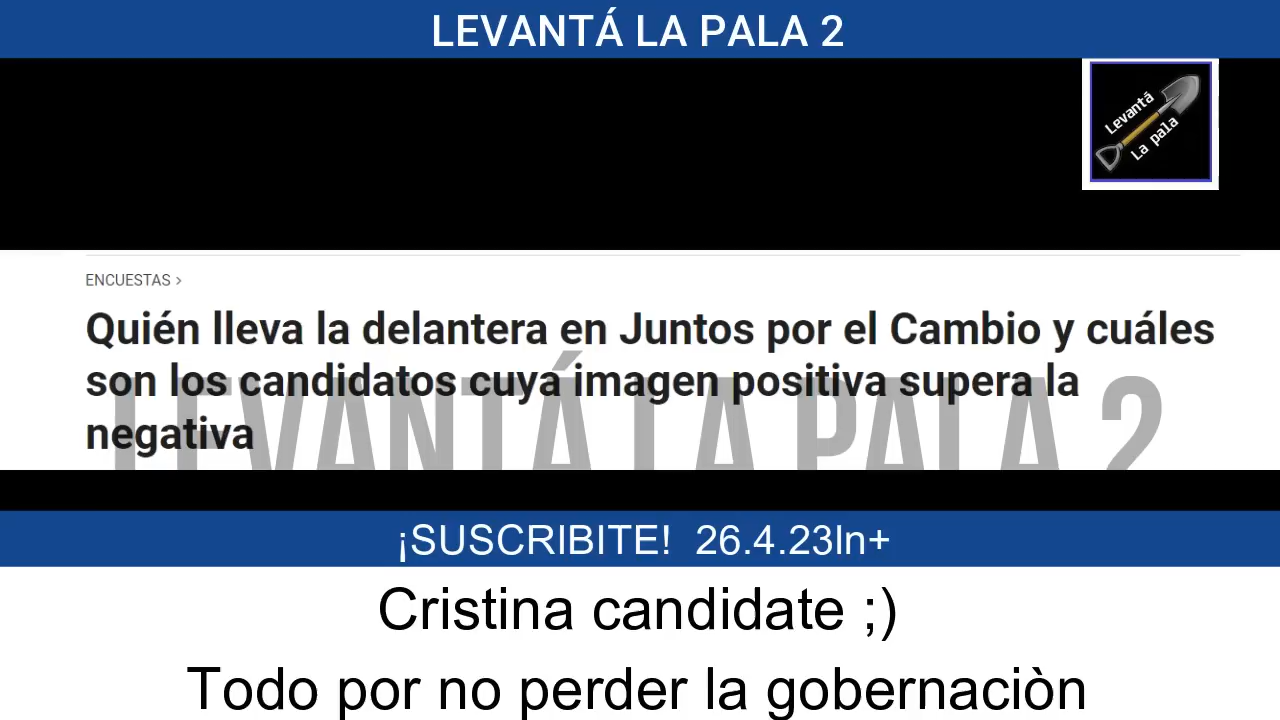 LEVANTÁ LA PALA 2
Levantá
La pala
ENCUESTAS >
Quién lleva la delantera en Juntos por el Cambio y cuáles
son los candidatos cuya imagen positiva supera la
negativa
LEVANTÁ LA PALA 2
¡SUSCRIBITE! 26.4.23ln+
Cristina candidate ;)
Todo por no perder la gobernaciòn